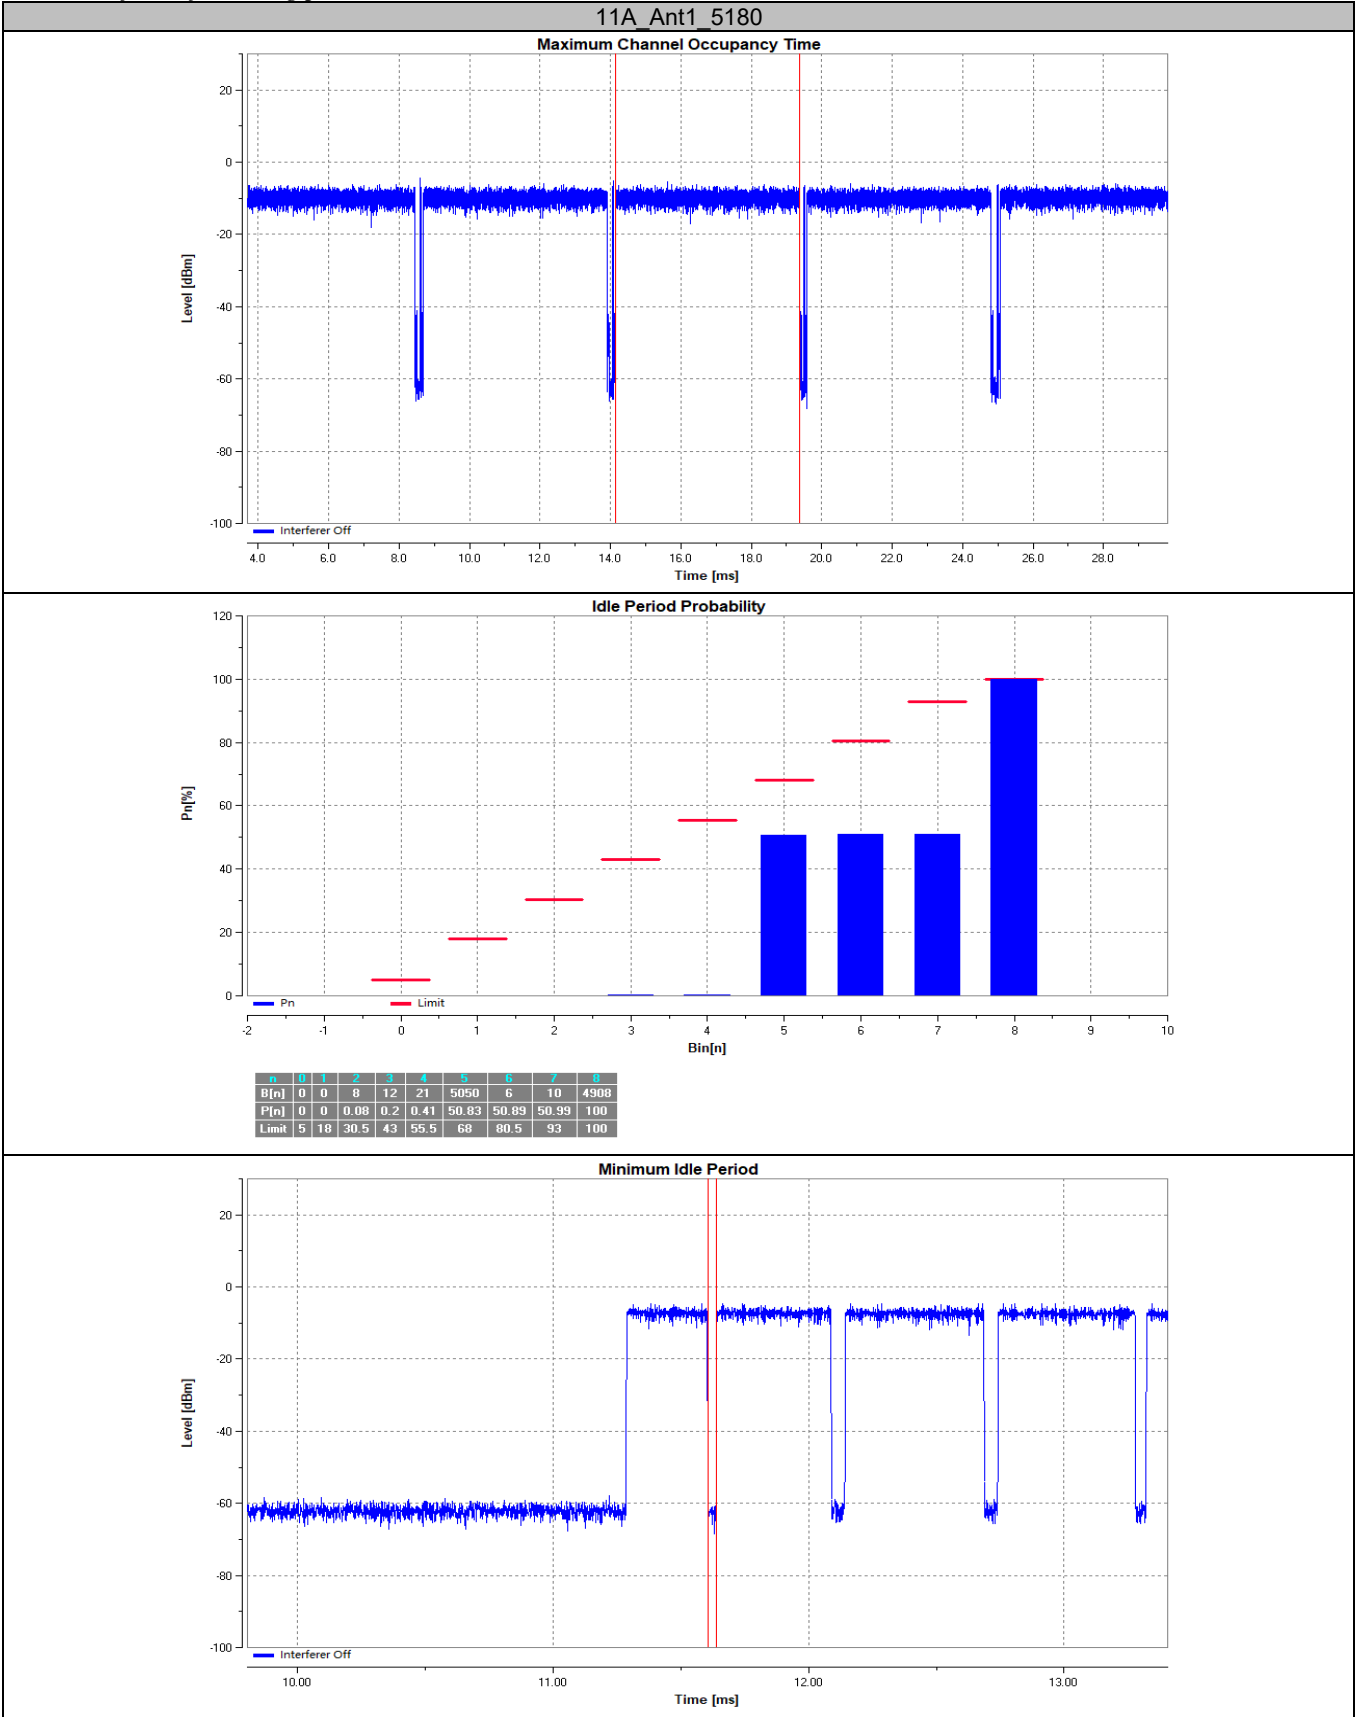 11A_Ant1_5180
Maximum Channel Occupancy Time
20
0
-20
-40
-60
-80
-100
Level [dBm]
Interferer Off
4.0 6.0 8.0 10.0 12.0 14.0 16.0 18.0 20.0 22.0 24.0 26.0 28.0
Time [ms]
Idle Period Probability
120
100
80
60
40
20
0
Pn[%]
Pn Limit
-2 -1 0 1 2 3 4 5 6 7 8 9 10
Bin[n]
n 0 1 2 3 4 5 6 7 8
B[n] 0 0 8 12 21 5050 6 10 4908
P[n] 0 0 0.08 0.2 0.41 50.83 50.89 50.99 100
Limit 5 18 30.5 43 55.5 68 80.5 93 100
Minimum Idle Period
20
0
-20
-40
-60
-80
-100
Level [dBm]
Interferer Off
10.00 11.00 12.00 13.00
Time [ms]